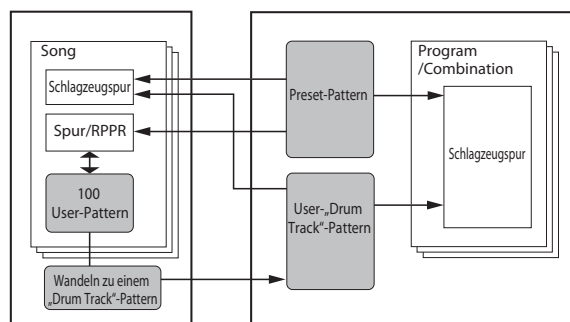 Song
Schlagzeugspur
Spur/RPPR
100
User-Pattern
Wandeln zu einem
„Drum Track“-Pattern
Preset-Pattern
User-„Drum
Track“-Pattern
Program
/Combination
Schlagzeugspur